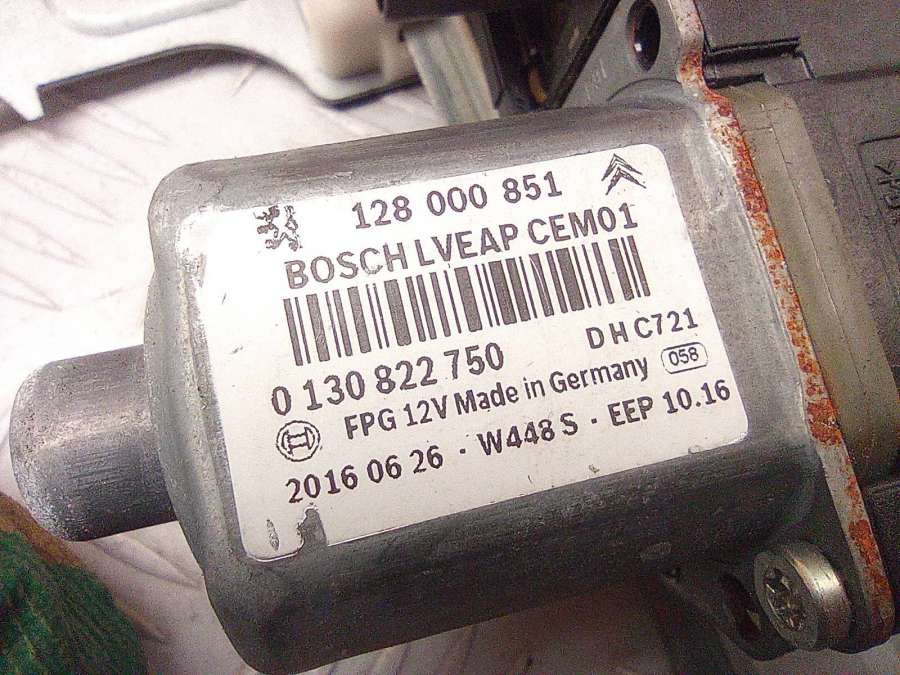 128 000 851
BOSCH LVEAP CEM01
0 130 822 750
D H C721
FPG 12V Made in Germany 058
2016 06 26 · W448 S · EEP 10.16